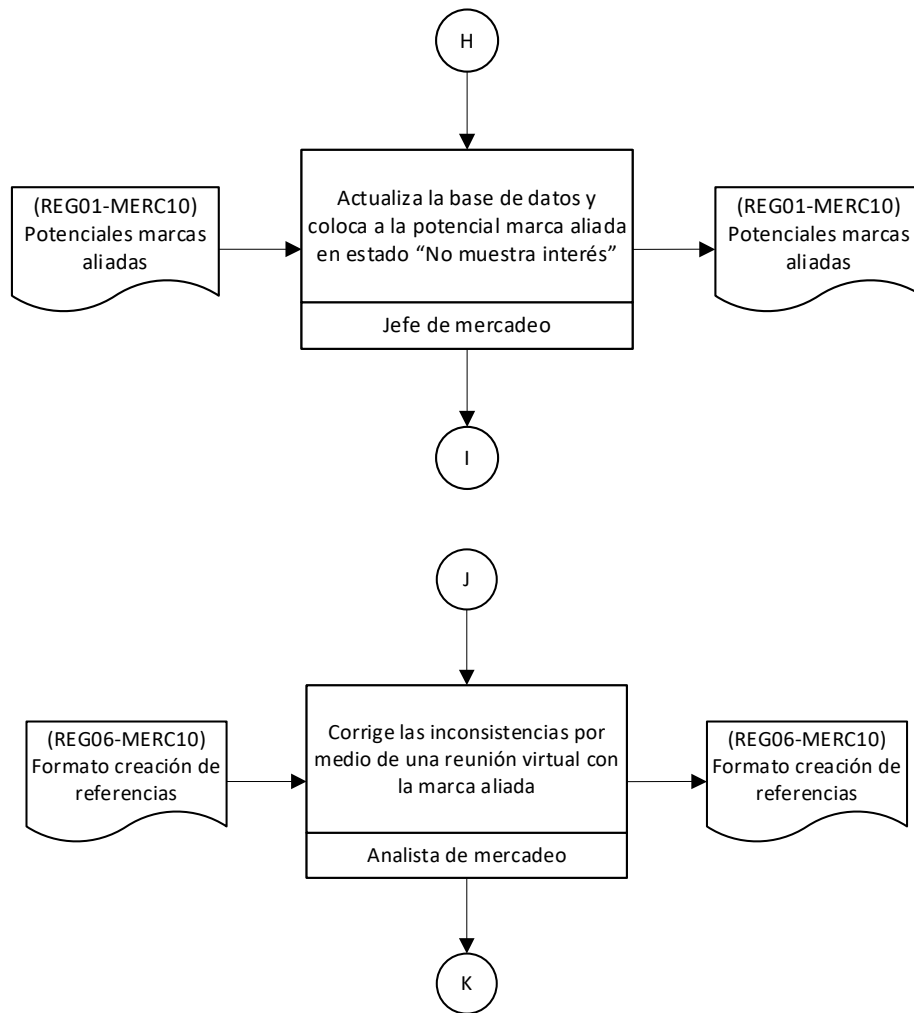 H
(REG01-MERC10)
Potenciales marcas
aliadas
Actualiza la base de datos y
coloca a la potencial marca aliada
en estado “No muestra interés”
Jefe de mercadeo
(REG01-MERC10)
Potenciales marcas
aliadas
I
J
(REG06-MERC10)
Formato creación de
referencias
Corrige las inconsistencias por
medio de una reunión virtual con
la marca aliada
Analista de mercadeo
(REG06-MERC10)
Formato creación de
referencias
K